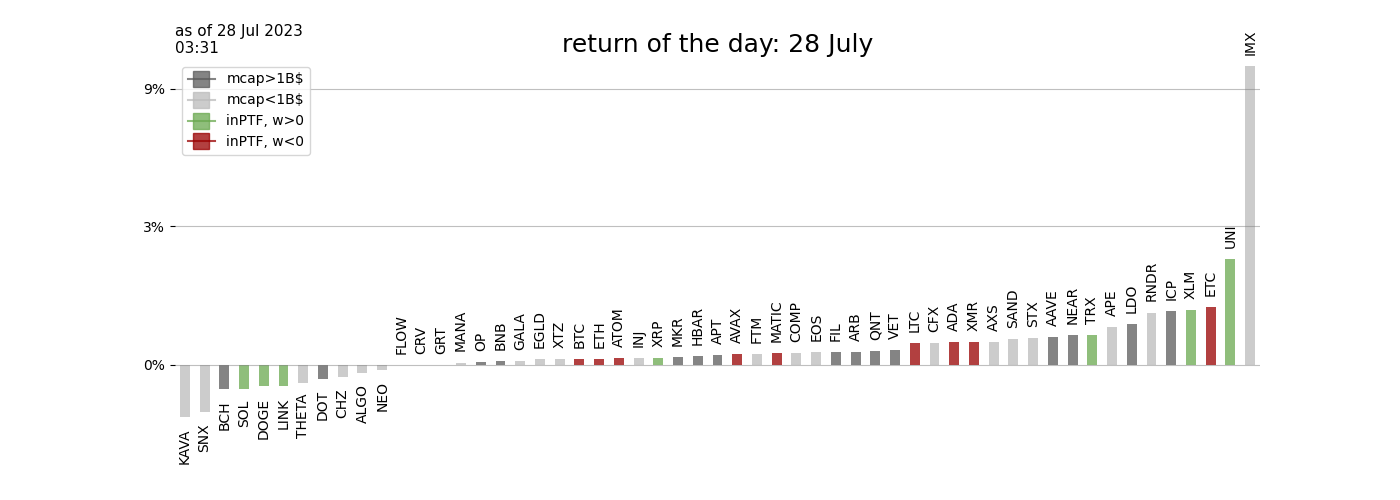 as of 28 Jul 2023
03:31
return of the day: 28 July
mcap>1B$
mcap<1B$
inPTF, w>0
inPTF, w<0
9%
3%
0%
KAVA
SNX
BCH
SOL
DOGE
LINK
THETA
DOT
CHZ
ALGO
NEO
FLOW
CRV
GRT
MANA
OP
BNB
GALA
EGLD
XTZ
BTC
ETH
ATOM
INJ
XRP
MKR
HBAR
APT
AVAX
FTM
MATIC
COMP
EOS
FIL
ARB
QNT
VET
LTC
CFX
ADA
XMR
AXS
SAND
STX
AAVE
NEAR
TRX
APE
LDO
RNDR
ICP
XLM
ETC
UNI
IMX